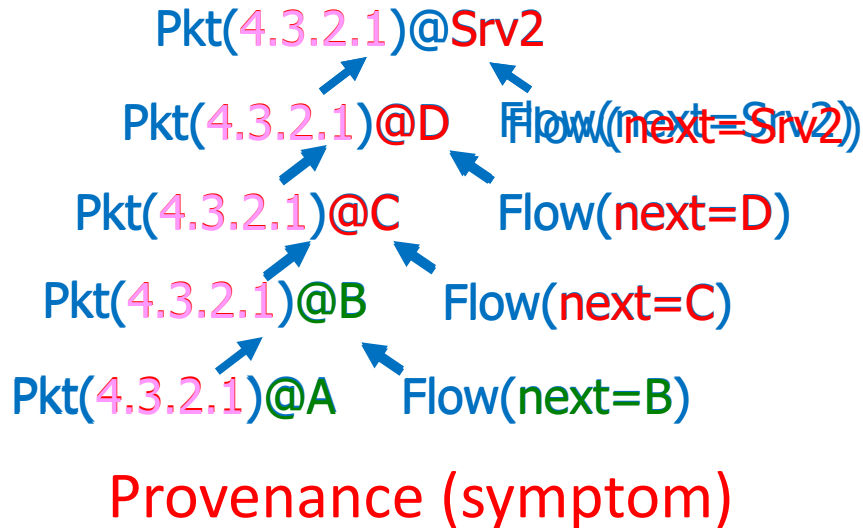 Pkt(4.3.2.1)@Srv2
Pkt(4.3.2.1)@D Flow(next=Srv2)
Pkt(4.3.2.1)@C Flow(next=D)
Pkt(4.3.2.1)@B Flow(next=C)
Pkt(4.3.2.1)@A Flow(next=B)
Provenance (symptom)